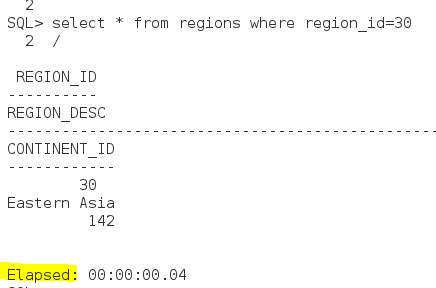 2
SQL> select * from regions where region_id=30
2 /
REGION_ID
----------
REGION_DESC
------------------------------------------------
CONTINENT_ID
------------
30
Eastern Asia
142
Elapsed: 00:00:00.04